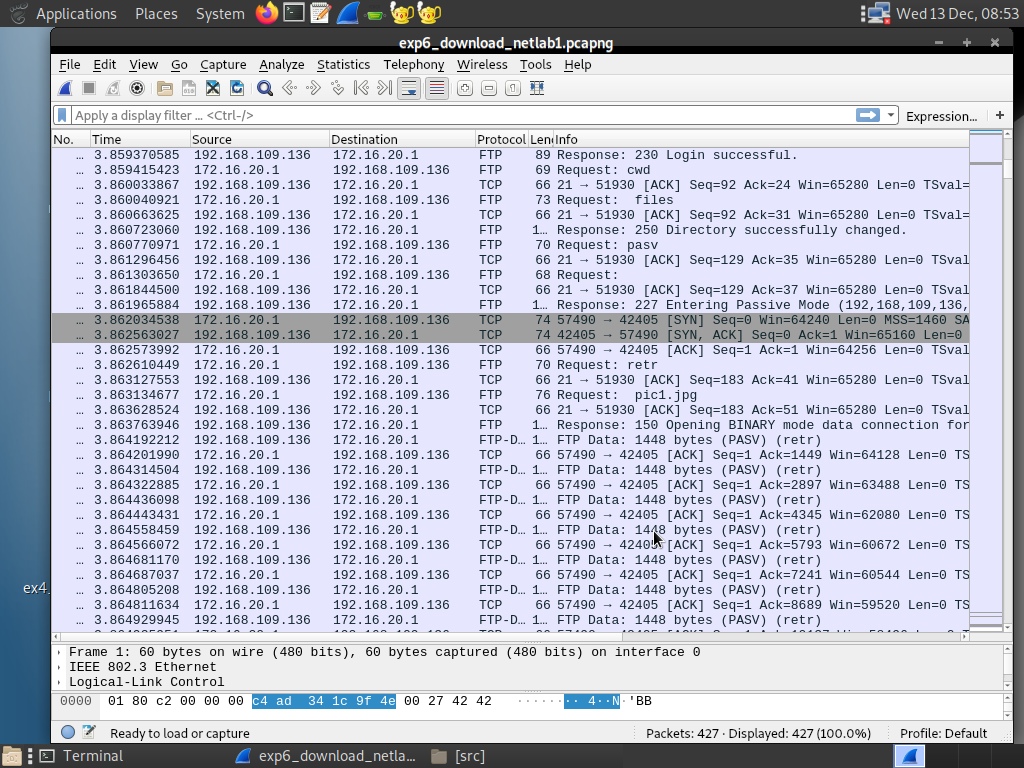 Applications Places System Wed 13 Dec, 08:53
exp6_download_netlab1.pcapng
File Edit View Go Capture Analyze Statistics Telephony Wireless Tools Help
Apply a display filter ... <Ctrl-/> Expression... +
No. Time Source Destination Protocol Len Info
... 3.859370585 192.168.109.136 172.16.20.1 FTP 89 Response: 230 Login successful.
... 3.859415423 172.16.20.1 192.168.109.136 FTP 69 Request: cwd
... 3.860033867 192.168.109.136 172.16.20.1 TCP 66 21 → 51930 [ACK] Seq=92 Ack=24 Win=65280 Len=0 TSval=
... 3.860040921 172.16.20.1 192.168.109.136 FTP 73 Request: files
... 3.860663625 192.168.109.136 172.16.20.1 TCP 66 21 → 51930 [ACK] Seq=92 Ack=31 Win=65280 Len=0 TSval=
... 3.860723060 192.168.109.136 172.16.20.1 FTP 1... Response: 250 Directory successfully changed.
... 3.860770971 172.16.20.1 192.168.109.136 FTP 70 Request: pasv
... 3.861296456 192.168.109.136 172.16.20.1 TCP 66 21 → 51930 [ACK] Seq=129 Ack=35 Win=65280 Len=0 TSval
... 3.861303650 172.16.20.1 192.168.109.136 FTP 68 Request:
... 3.861844500 192.168.109.136 172.16.20.1 TCP 66 21 → 51930 [ACK] Seq=129 Ack=37 Win=65280 Len=0 TSval
... 3.861965884 192.168.109.136 172.16.20.1 FTP 1... Response: 227 Entering Passive Mode (192,168,109,136,
... 3.862034538 172.16.20.1 192.168.109.136 TCP 74 57490 → 42405 [SYN] Seq=0 Win=64240 Len=0 MSS=1460 SA
... 3.862563027 192.168.109.136 172.16.20.1 TCP 74 42405 → 57490 [SYN, ACK] Seq=0 Ack=1 Win=65160 Len=0
... 3.862573992 172.16.20.1 192.168.109.136 TCP 66 57490 → 42405 [ACK] Seq=1 Ack=1 Win=64256 Len=0 TSval
... 3.862610449 172.16.20.1 192.168.109.136 FTP 70 Request: retr
... 3.863127553 192.168.109.136 172.16.20.1 TCP 66 21 → 51930 [ACK] Seq=183 Ack=41 Win=65280 Len=0 TSval
... 3.863134677 172.16.20.1 192.168.109.136 FTP 76 Request: pic1.jpg
... 3.863628524 192.168.109.136 172.16.20.1 TCP 66 21 → 51930 [ACK] Seq=183 Ack=51 Win=65280 Len=0 TSval
... 3.863763946 192.168.109.136 172.16.20.1 FTP 1... Response: 150 Opening BINARY mode data connection for
... 3.864192212 192.168.109.136 172.16.20.1 FTP-D... 1... FTP Data: 1448 bytes (PASV) (retr)
... 3.864201990 172.16.20.1 192.168.109.136 TCP 66 57490 → 42405 [ACK] Seq=1 Ack=1449 Win=64128 Len=0 TS
... 3.864314504 192.168.109.136 172.16.20.1 FTP-D... 1... FTP Data: 1448 bytes (PASV) (retr)
... 3.864322885 172.16.20.1 192.168.109.136 TCP 66 57490 → 42405 [ACK] Seq=1 Ack=2897 Win=63488 Len=0 TS
... 3.864436098 192.168.109.136 172.16.20.1 FTP-D... 1... FTP Data: 1448 bytes (PASV) (retr)
... 3.864443431 172.16.20.1 192.168.109.136 TCP 66 57490 → 42405 [ACK] Seq=1 Ack=4345 Win=62080 Len=0 TS
... 3.864558459 192.168.109.136 172.16.20.1 FTP-D... 1... FTP Data: 1448 bytes (PASV) (retr)
... 3.864566072 172.16.20.1 192.168.109.136 TCP 66 57490 → 42405 [ACK] Seq=1 Ack=5793 Win=60672 Len=0 TS
... 3.864681170 192.168.109.136 172.16.20.1 FTP-D... 1... FTP Data: 1448 bytes (PASV) (retr)
... 3.864687037 172.16.20.1 192.168.109.136 TCP 66 57490 → 42405 [ACK] Seq=1 Ack=7241 Win=60544 Len=0 TS
ex4 ... 3.864805208 192.168.109.136 172.16.20.1 FTP-D... 1... FTP Data: 1448 bytes (PASV) (retr)
... 3.864811634 172.16.20.1 192.168.109.136 TCP 66 57490 → 42405 [ACK] Seq=1 Ack=8689 Win=59520 Len=0 TS
... 3.864929945 192.168.109.136 172.16.20.1 FTP-D... 1... FTP Data: 1448 bytes (PASV) (retr)
Frame 1: 60 bytes on wire (480 bits), 60 bytes captured (480 bits) on interface 0
IEEE 802.3 Ethernet
Logical-Link Control
0000 01 80 c2 00 00 00 c4 ad 34 1c 9f 4e 00 27 42 42 ········ 4··N·'BB
Ready to load or capture Packets: 427 · Displayed: 427 (100.0%) Profile: Default
Terminal exp6_download_netla... [src]